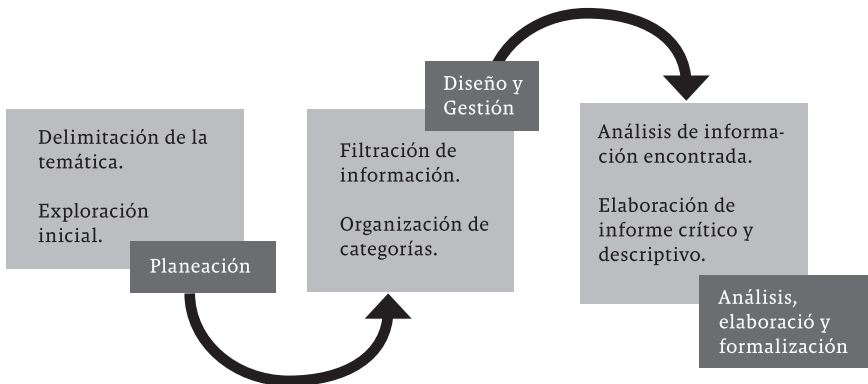 Delimitación de la
temática.
Exploración
inicial.
Planeación
Diseño y
Gestión
Filtración de
información.
Organización de
categorías.
Análisis de informa-
ción encontrada.
Elaboración de
informe crítico y
descriptivo.
Análisis,
elaboració y
formalización